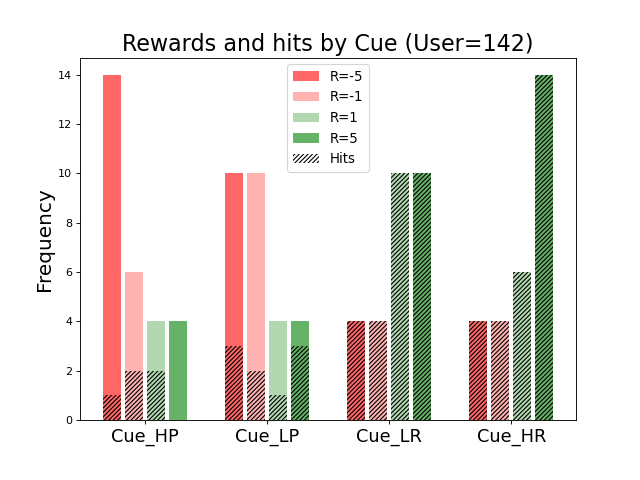 Rewards and hits by Cue (User=142)
R=-5
R=-1
R=1
R=5
Hits
Frequency
14
12
10
8
6
4
2
0
Cue_HP
Cue_LP
Cue_LR
Cue_HR